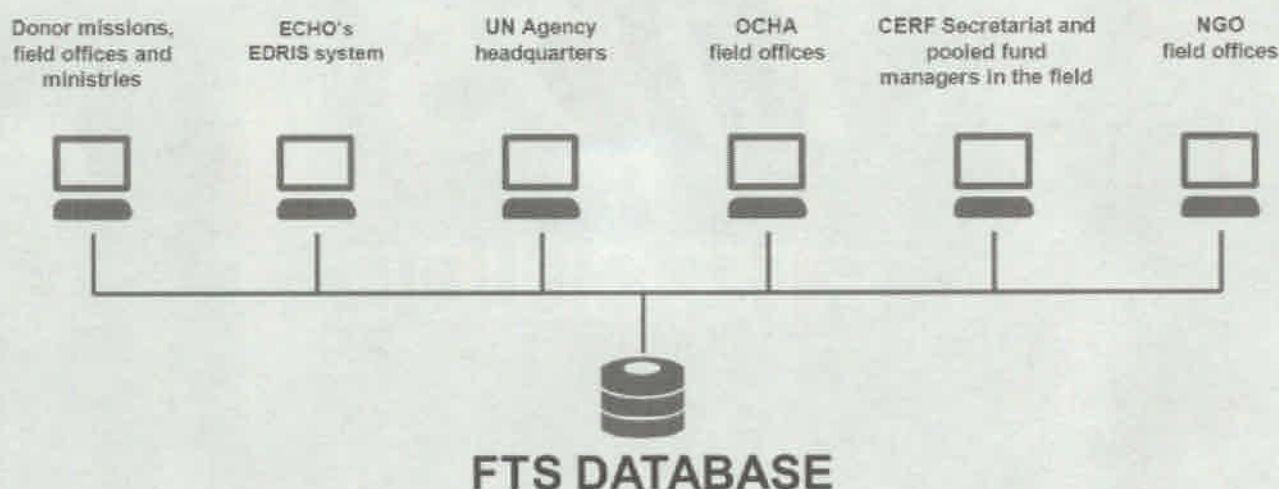 Donor missions,
field offices and
ministries
ECHO's
EDRIS system
UN Agency
headquarters
OCHA
field offices
CERF Secretariat and
pooled fund
managers in the field
NGO
field offices
FTS DATABASE